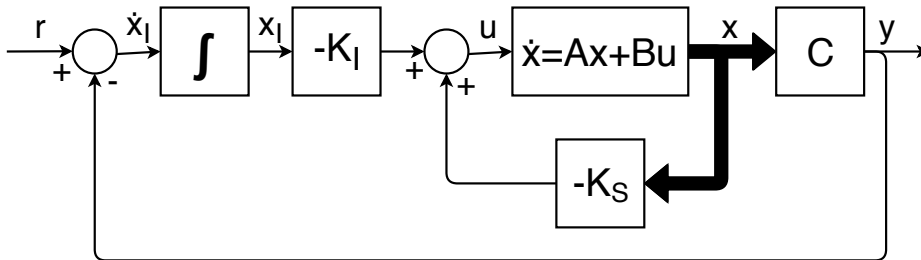 r
+
-
ẋI
∫
xI
-KI
+
+
u
ẋ=Ax+Bu
x
C
y
-KS